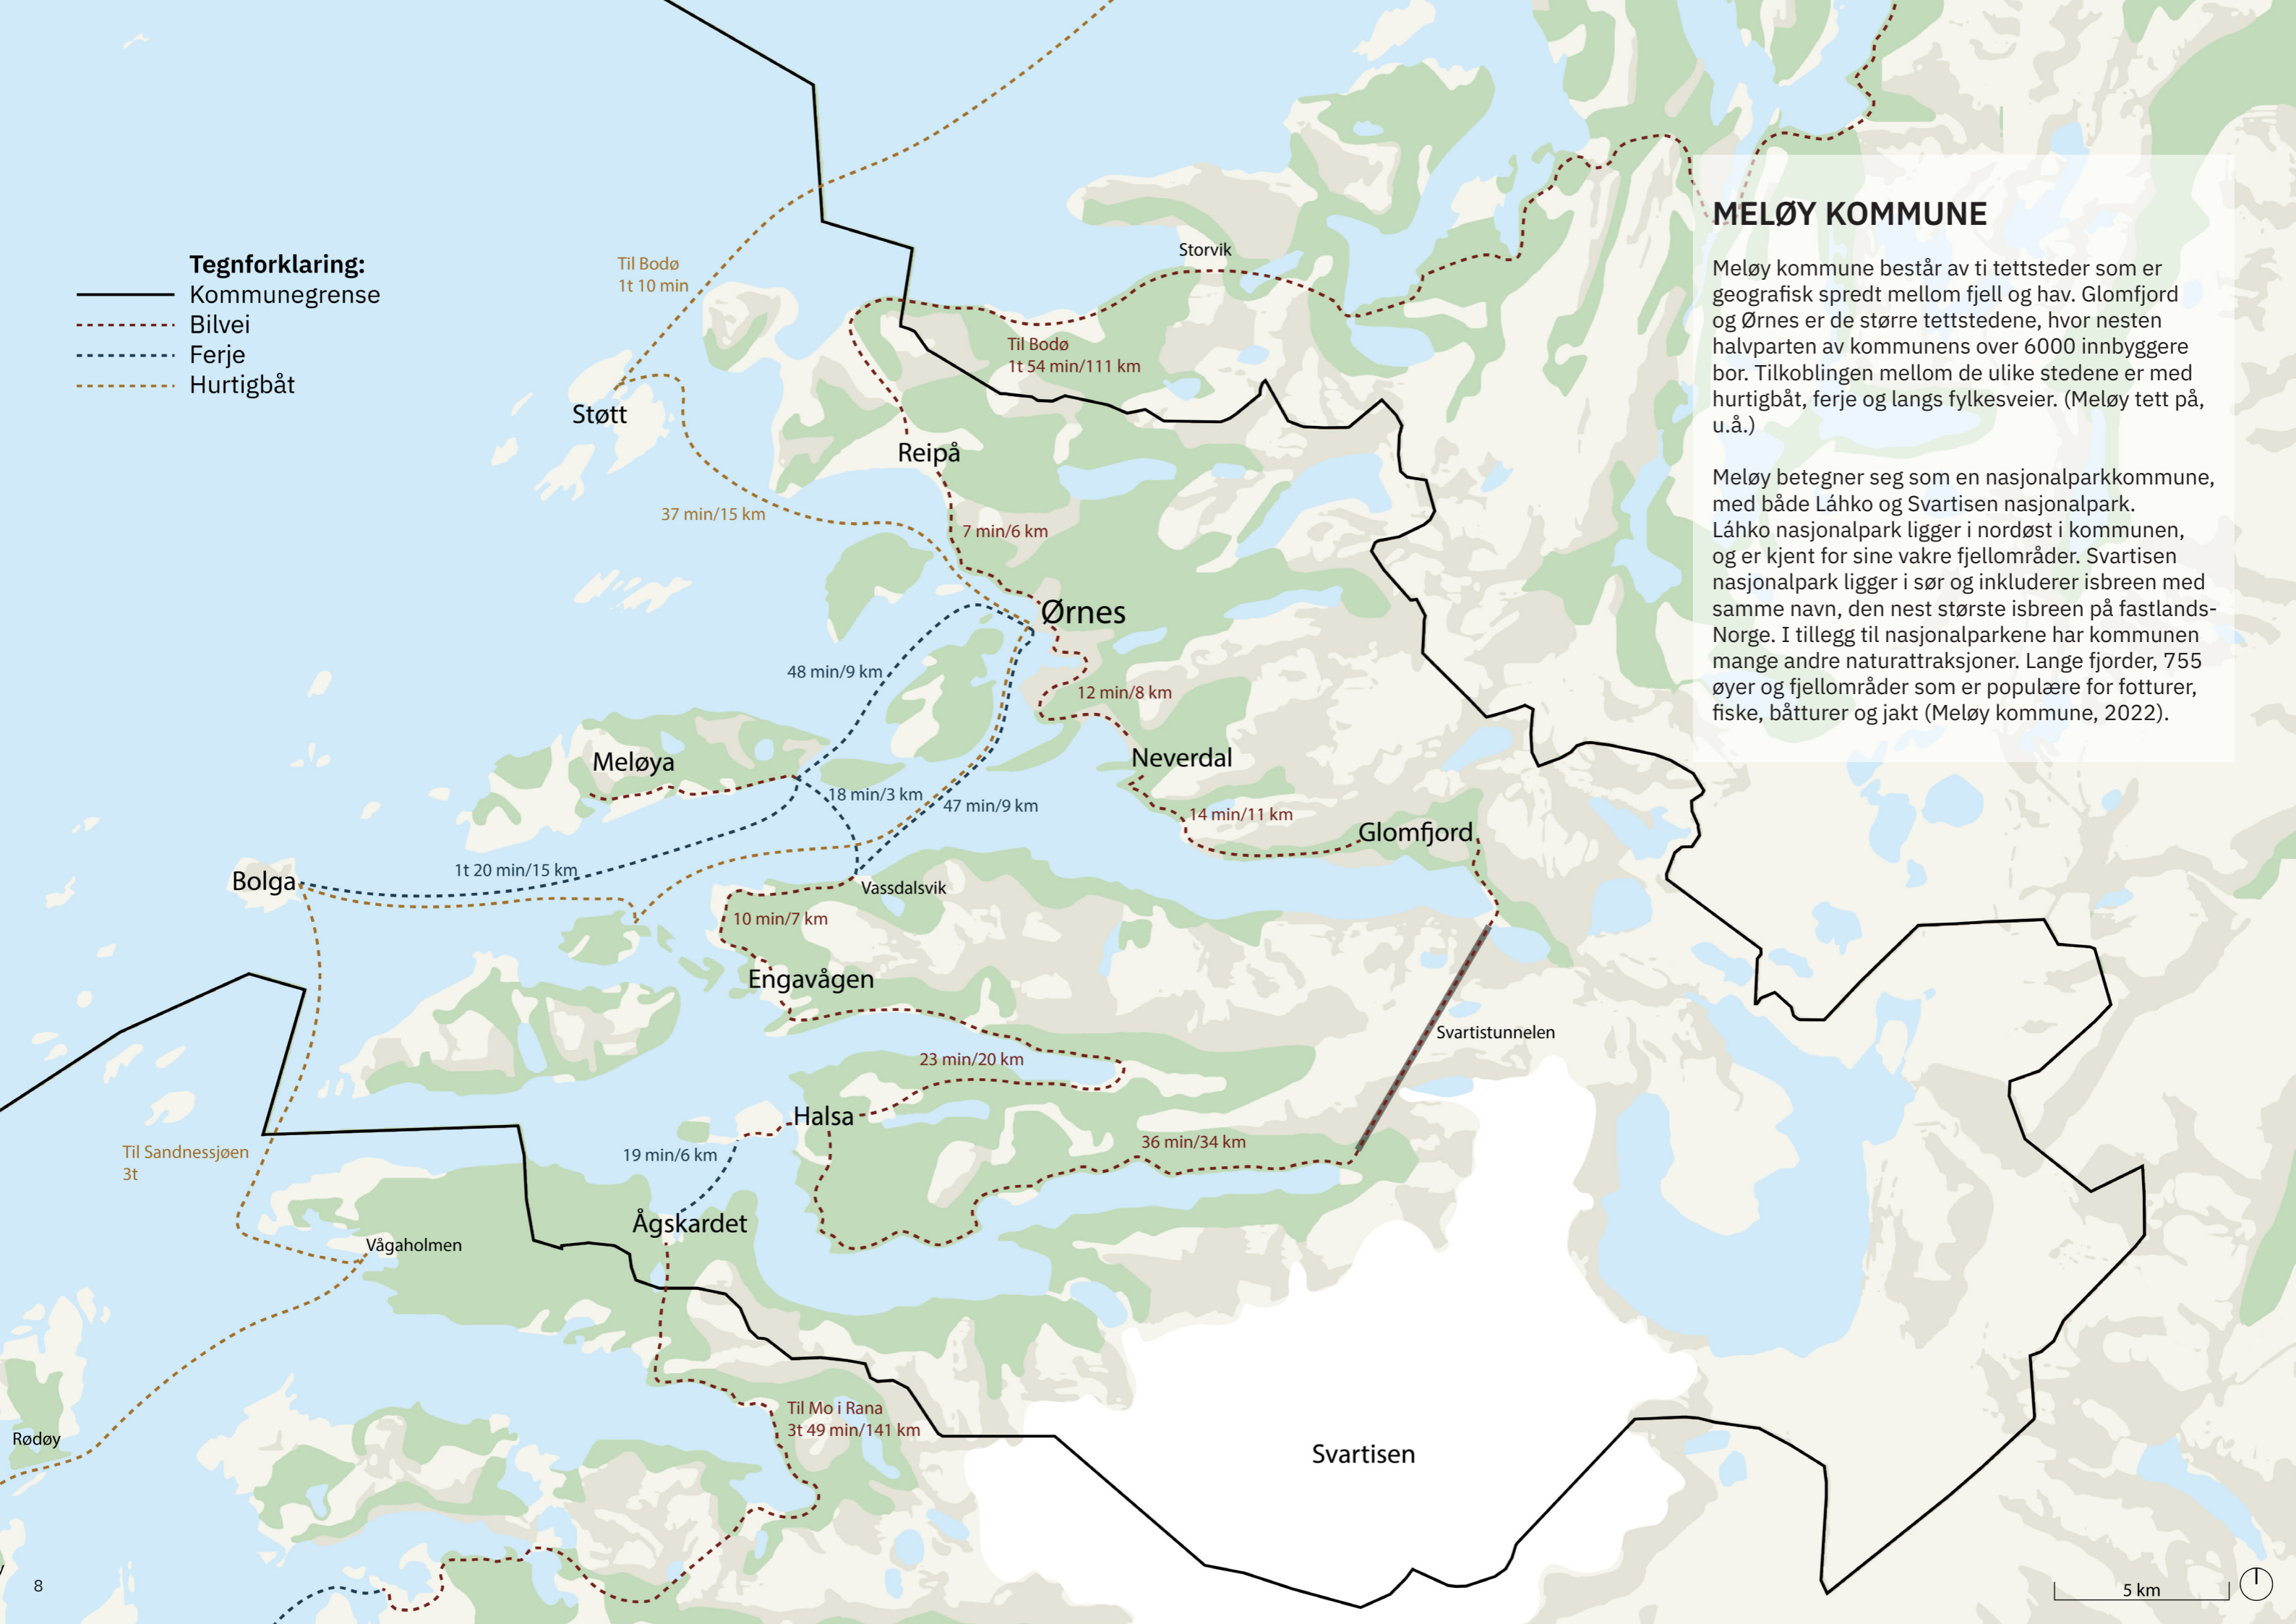 Tegnforklaring:
Kommunegrense
Bilvei
Ferje
Hurtigbåt
Til Bodø
1t 10 min
Støtt
Storvik
Til Bodø
1t 54 min/111 km
Reipå
37 min/15 km
7 min/6 km
Ørnes
48 min/9 km
12 min/8 km
Meløya
Neverdal
18 min/3 km
47 min/9 km
14 min/11 km
Glomfjord
1t 20 min/15 km
Bolga
Vassdalsvik
10 min/7 km
Engavågen
Svartistunnelen
23 min/20 km
Halsa
36 min/34 km
Til Sandnessjøen
3t
19 min/6 km
Ågskardet
Vågaholmen
Til Mo i Rana
3t 49 min/141 km
Rødøy
Svartisen
MELØY KOMMUNE
Meløy kommune består av ti tettsteder som er
geografisk spredt mellom fjell og hav. Glomfjord
og Ørnes er de større tettstedene, hvor nesten
halvparten av kommunens over 6000 innbyggere
bor. Tilkoblingen mellom de ulike stedene er med
hurtigbåt, ferje og langs fylkesveier. (Meløy tett på,
u.å.)
Meløy betegner seg som en nasjonalparkkommune,
med både Láhko og Svartisen nasjonalpark.
Láhko nasjonalpark ligger i nordøst i kommunen,
og er kjent for sine vakre fjellområder. Svartisen
nasjonalpark ligger i sør og inkluderer isbreen med
samme navn, den nest største isbreen på fastlands-
Norge. I tillegg til nasjonalparkene har kommunen
mange andre naturattraksjoner. Lange fjorder, 755
øyer og fjellområder som er populære for fotturer,
fiske, båtturer og jakt (Meløy kommune, 2022).
8
5 km